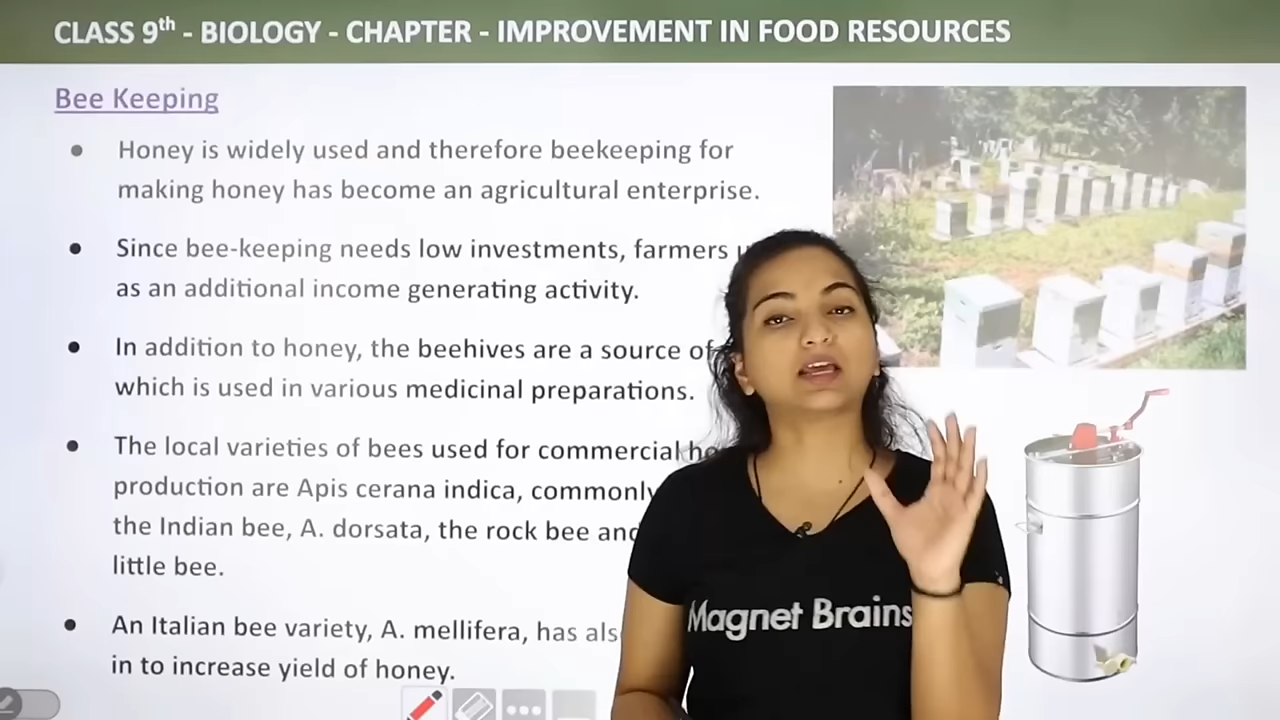 CLASS 9th - BIOLOGY - CHAPTER - IMPROVEMENT IN FOOD RESOURCES
Bee Keeping
• Honey is widely used and therefore beekeeping for
making honey has become an agricultural enterprise.
• Since bee-keeping needs low investments, farmers
as an additional income generating activity.
• In addition to honey, the beehives are a source of
which is used in various medicinal preparations.
• The local varieties of bees used for commercial
production are Apis cerana indica, commonly
the Indian bee, A. dorsata, the rock bee and
little bee.
• An Italian bee variety, A. mellifera, has
in to increase yield of honey.
Magnet Brains